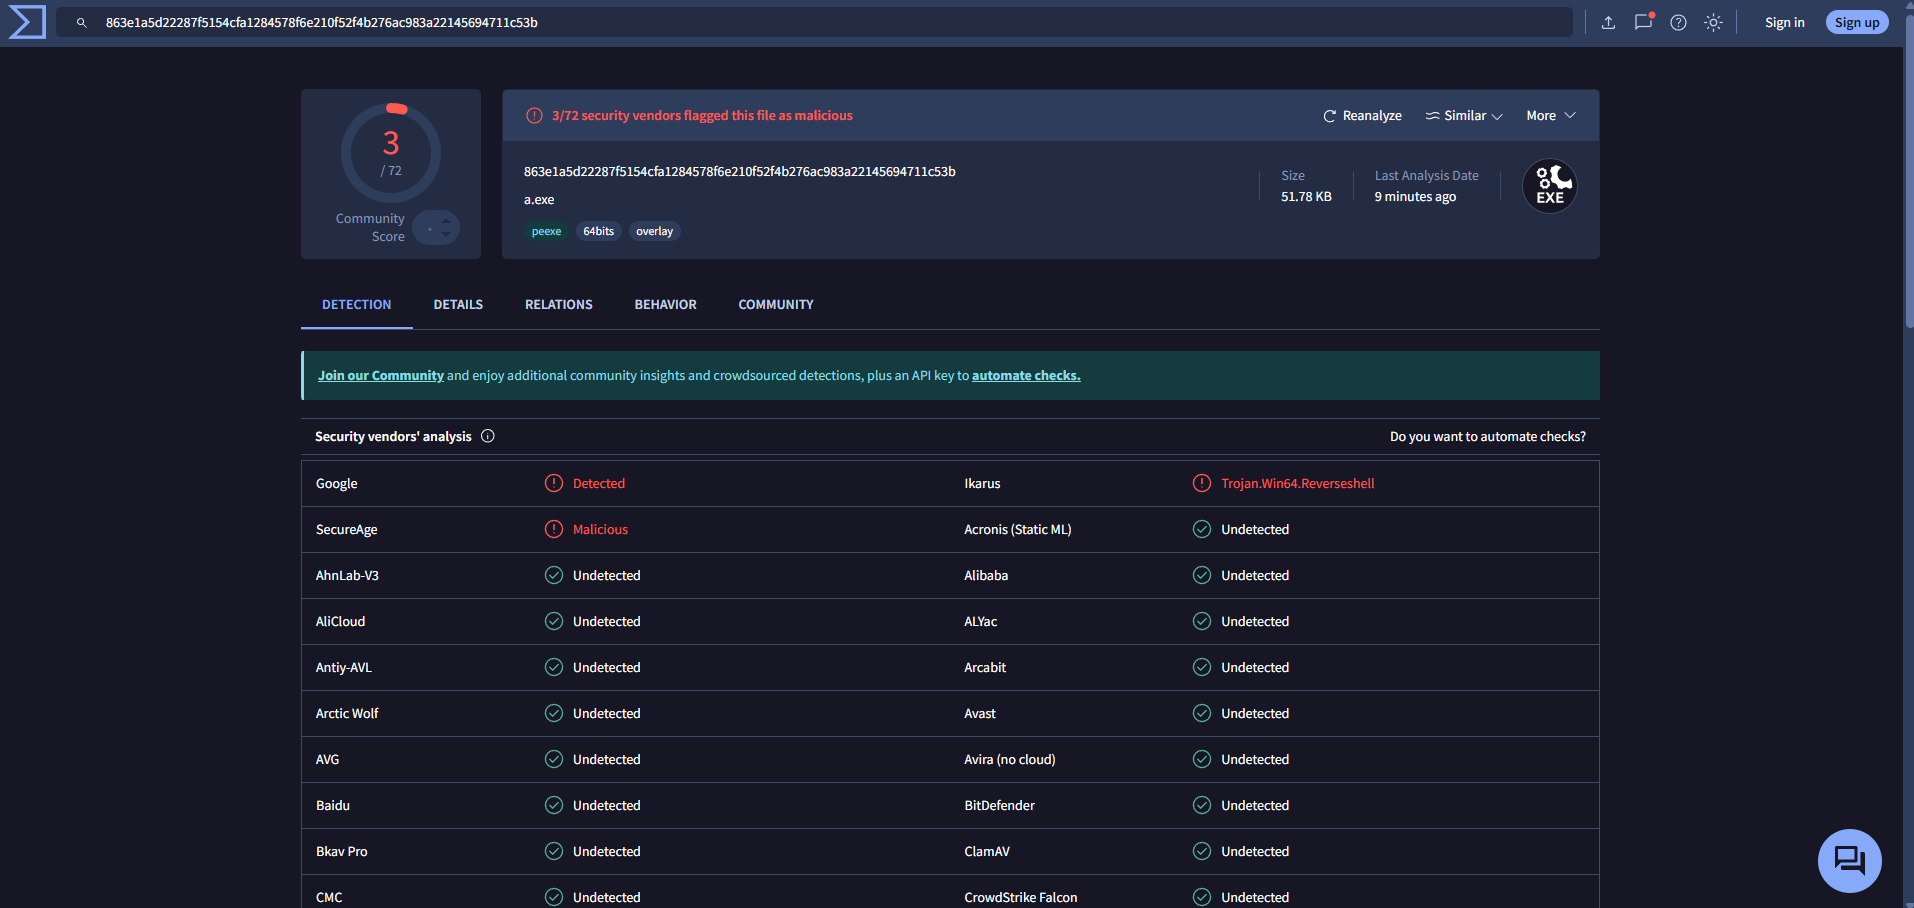 863e1a5d22287f5154cfa1284578f6e210f52f4b276ac983a22145694711c53b
Sign in
Sign up
3
/ 72
Community
Score
3/72 security vendors flagged this file as malicious
Reanalyze
Similar
More
863e1a5d22287f5154cfa1284578f6e210f52f4b276ac983a22145694711c53b
a.exe
peexe
64bits
overlay
Size
51.78 KB
Last Analysis Date
9 minutes ago
EXE
DETECTION
DETAILS
RELATIONS
BEHAVIOR
COMMUNITY
Join our Community and enjoy additional community insights and crowdsourced detections, plus an API key to automate checks.
Security vendors' analysis
Do you want to automate checks?
Google Detected Ikarus Trojan.Win64.Reverseshell
SecureAge Malicious Acronis (Static ML) Undetected
AhnLab-V3 Undetected Alibaba Undetected
AliCloud Undetected ALYac Undetected
Antiy-AVL Undetected Arcabit Undetected
Arctic Wolf Undetected Avast Undetected
AVG Undetected Avira (no cloud) Undetected
Baidu Undetected BitDefender Undetected
Bkav Pro Undetected ClamAV Undetected
CMC Undetected CrowdStrike Falcon Undetected